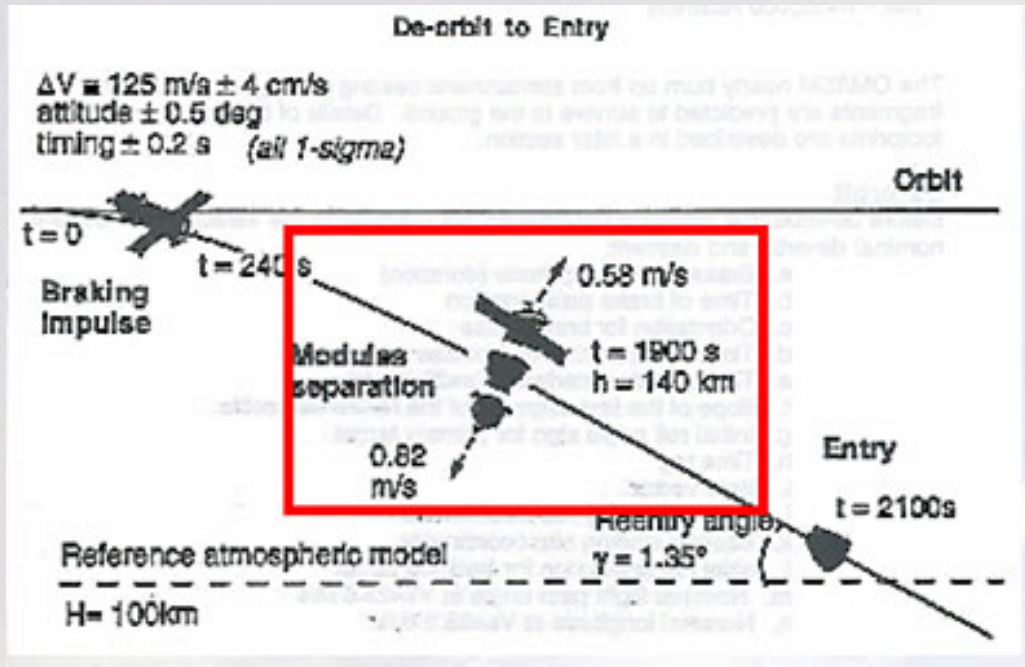 De-orbit to Entry
ΔV ≅ 125 m/s ± 4 cm/s
attitude ± 0.5 deg
timing ± 0.2 s (all 1-sigma)
Orbit
t = 0
t = 240 s
Braking
Impulse
0.58 m/s
Modules
separation
t = 1900 s
h = 140 km
0.82
m/s
Entry
t = 2100s
Reentry angle,
γ = 1.35°
Reference atmospheric model
H= 100km